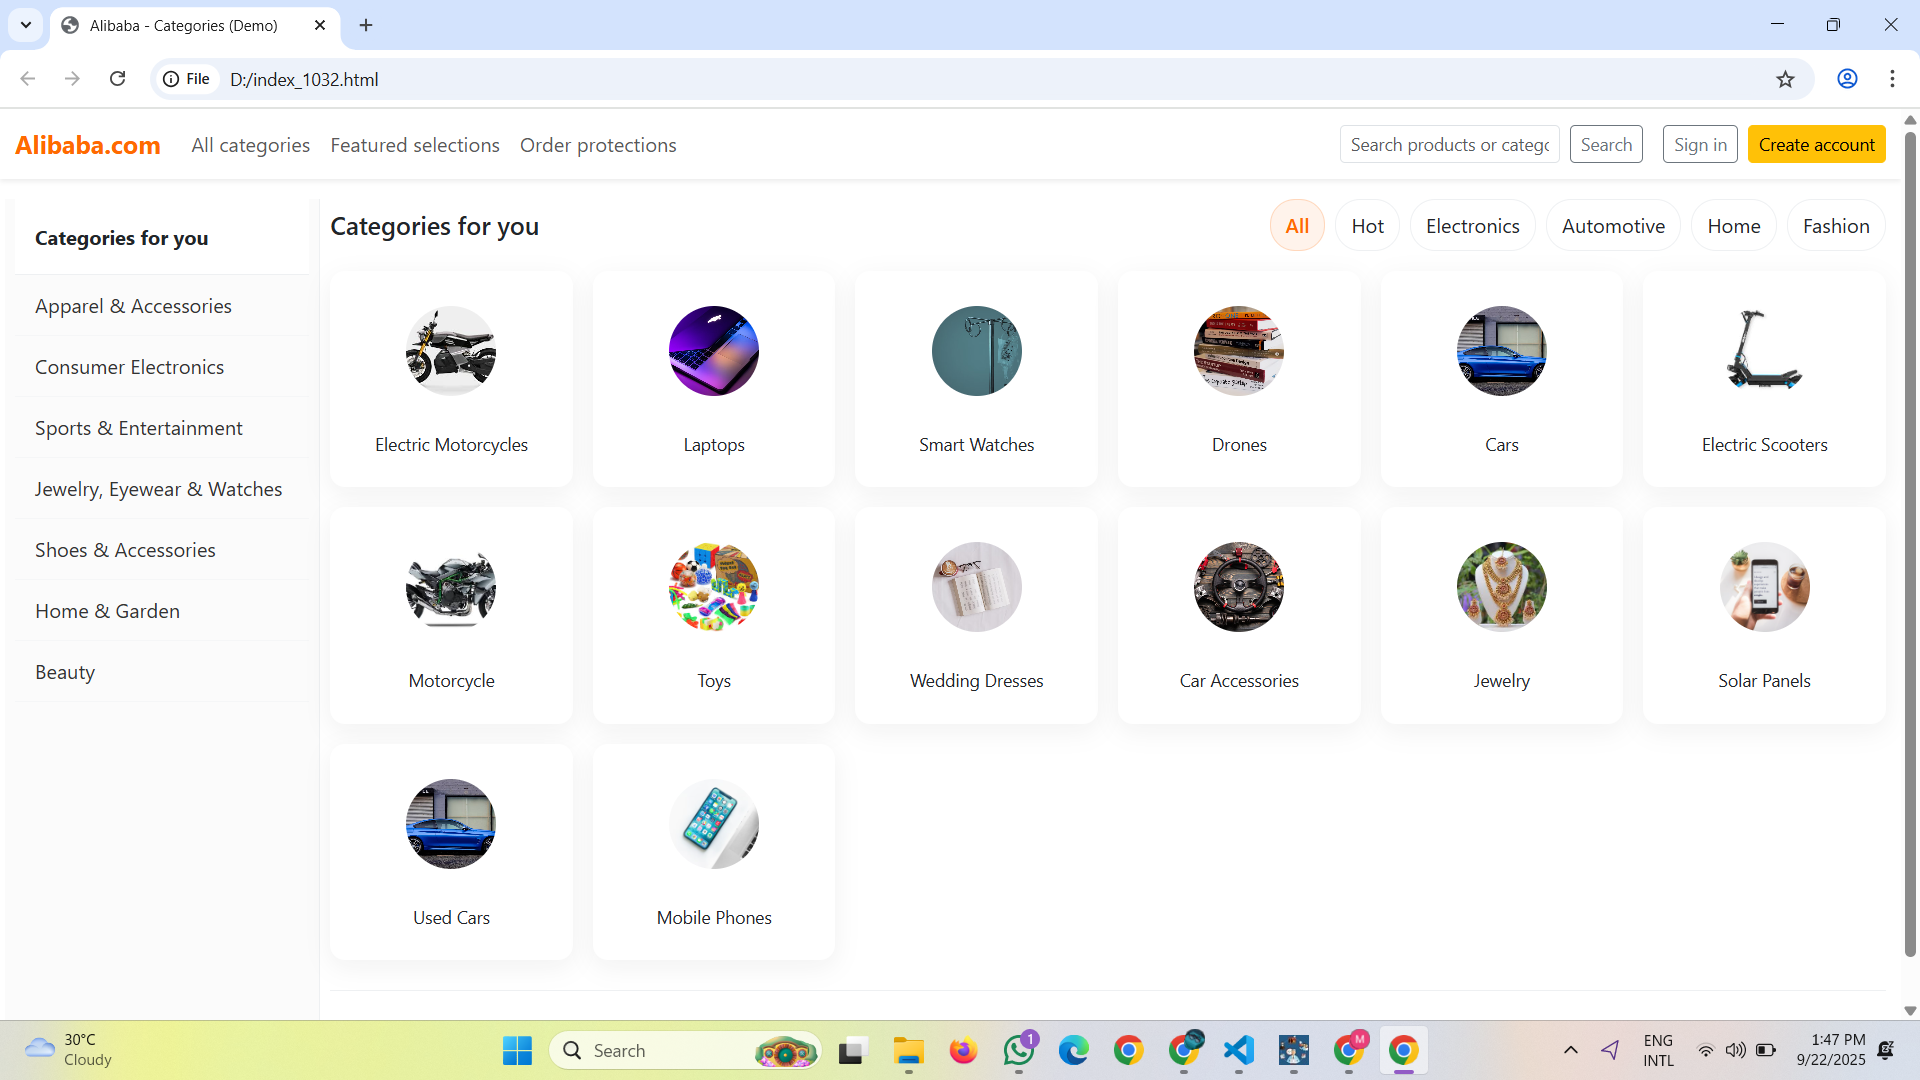 Alibaba - Categories (Demo)
File D:/index_1032.html
Alibaba.com All categories Featured selections Order protections Search products or catego Search Sign in Create account
Categories for you
Apparel & Accessories
Consumer Electronics
Sports & Entertainment
Jewelry, Eyewear & Watches
Shoes & Accessories
Home & Garden
Beauty
Categories for you All Hot Electronics Automotive Home Fashion
Electric Motorcycles Laptops Smart Watches Drones Cars Electric Scooters
Motorcycle Toys Wedding Dresses Car Accessories Jewelry Solar Panels
Used Cars Mobile Phones
30°C
Cloudy
Search
1
M
ENG
INTL
1:47 PM
9/22/2025